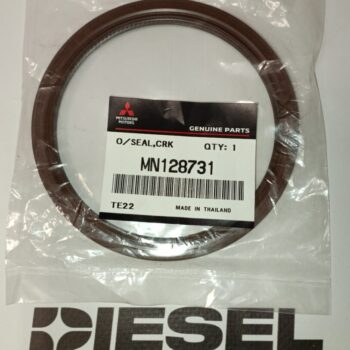 MITSUBISHI
MOTORS
GENUINE PARTS
O/SEAL,CRK QTY: 1
MN128731
TE22 MADE IN THAILAND
DIESEL